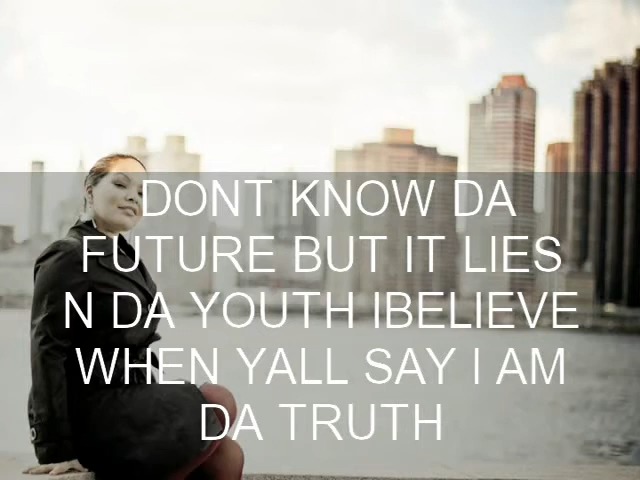 DONT KNOW DA
FUTURE BUT IT LIES
N DA YOUTH IBELIEVE
WHEN YALL SAY I AM
DA TRUTH